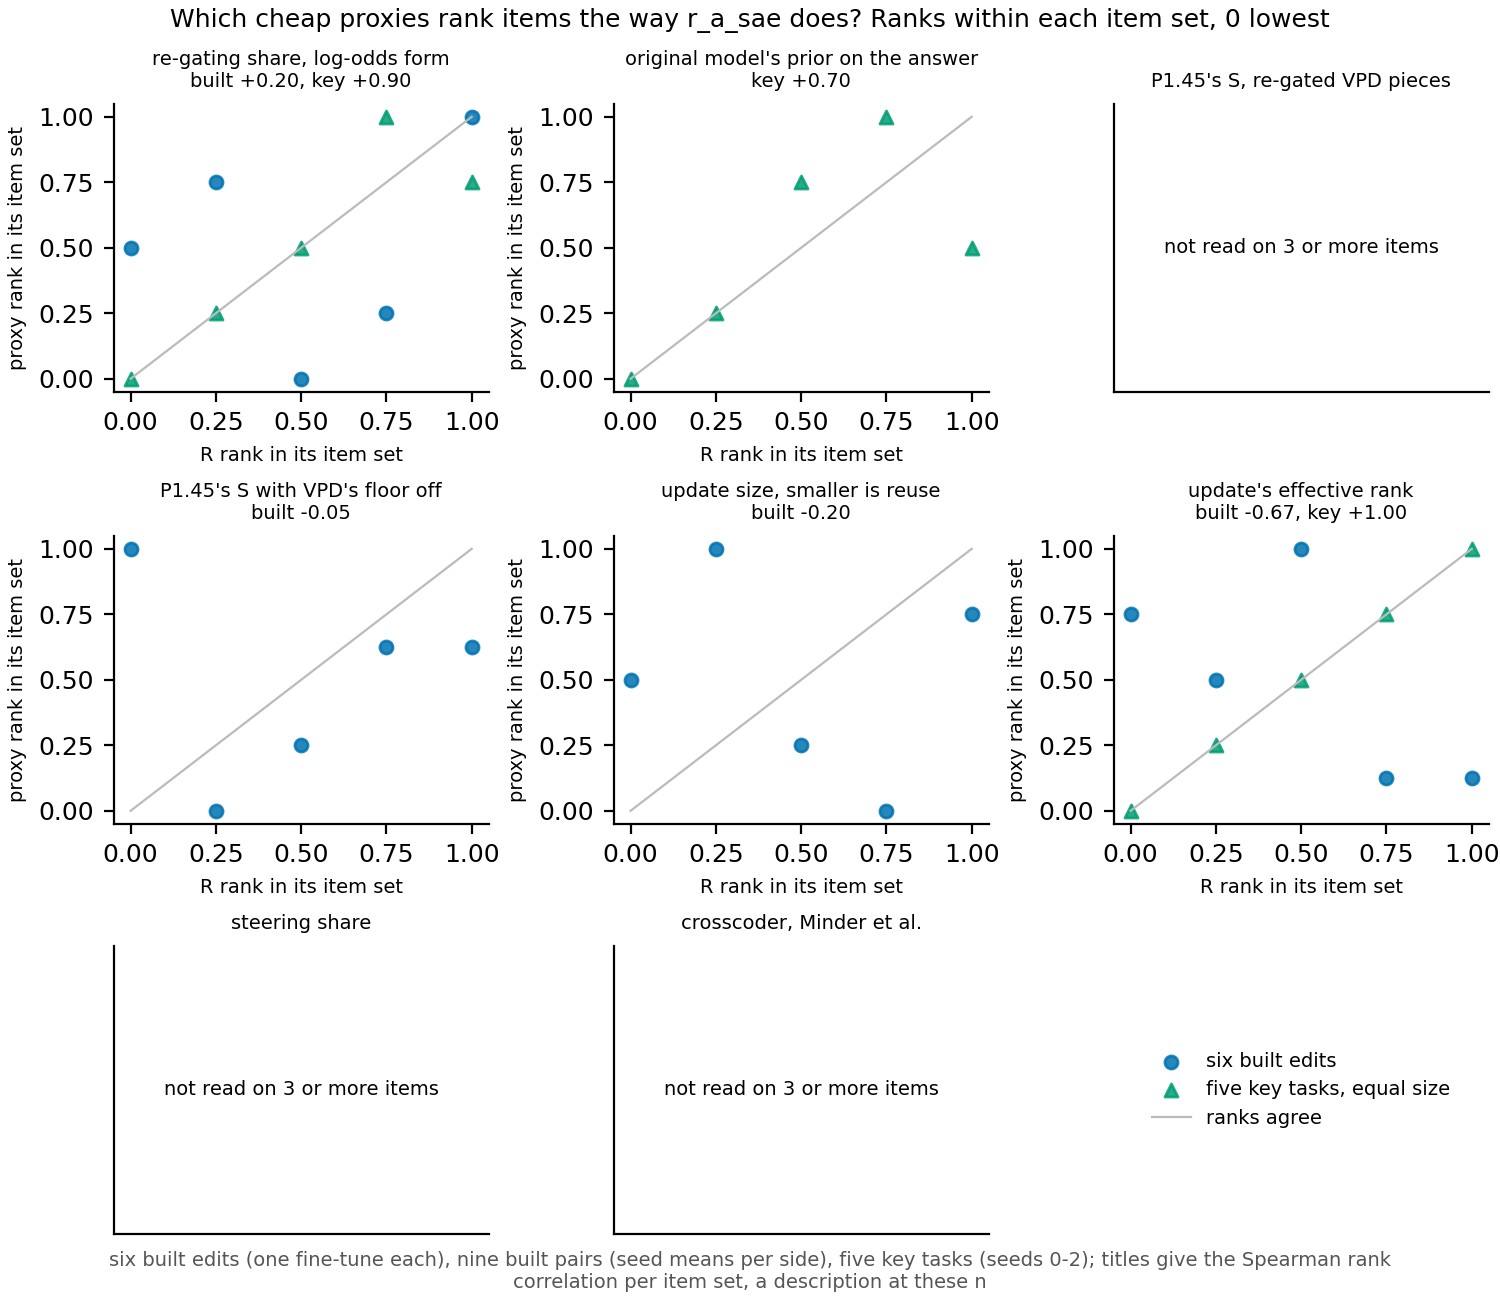 Which cheap proxies rank items the way r_a_sae does? Ranks within each item set, 0 lowest
re-gating share, log-odds form
built +0.20, key +0.90
proxy rank in its item set
1.00
0.75
0.50
0.25
0.00
0.00 0.25 0.50 0.75 1.00
R rank in its item set
original model's prior on the answer
key +0.70
proxy rank in its item set
1.00
0.75
0.50
0.25
0.00
0.00 0.25 0.50 0.75 1.00
R rank in its item set
P1.45's S, re-gated VPD pieces
not read on 3 or more items
P1.45's S with VPD's floor off
built -0.05
proxy rank in its item set
1.00
0.75
0.50
0.25
0.00
0.00 0.25 0.50 0.75 1.00
R rank in its item set
update size, smaller is reuse
built -0.20
proxy rank in its item set
1.00
0.75
0.50
0.25
0.00
0.00 0.25 0.50 0.75 1.00
R rank in its item set
update's effective rank
built -0.67, key +1.00
proxy rank in its item set
1.00
0.75
0.50
0.25
0.00
0.00 0.25 0.50 0.75 1.00
R rank in its item set
steering share
not read on 3 or more items
crosscoder, Minder et al.
not read on 3 or more items
six built edits
five key tasks, equal size
ranks agree
six built edits (one fine-tune each), nine built pairs (seed means per side), five key tasks (seeds 0-2); titles give the Spearman rank
correlation per item set, a description at these n